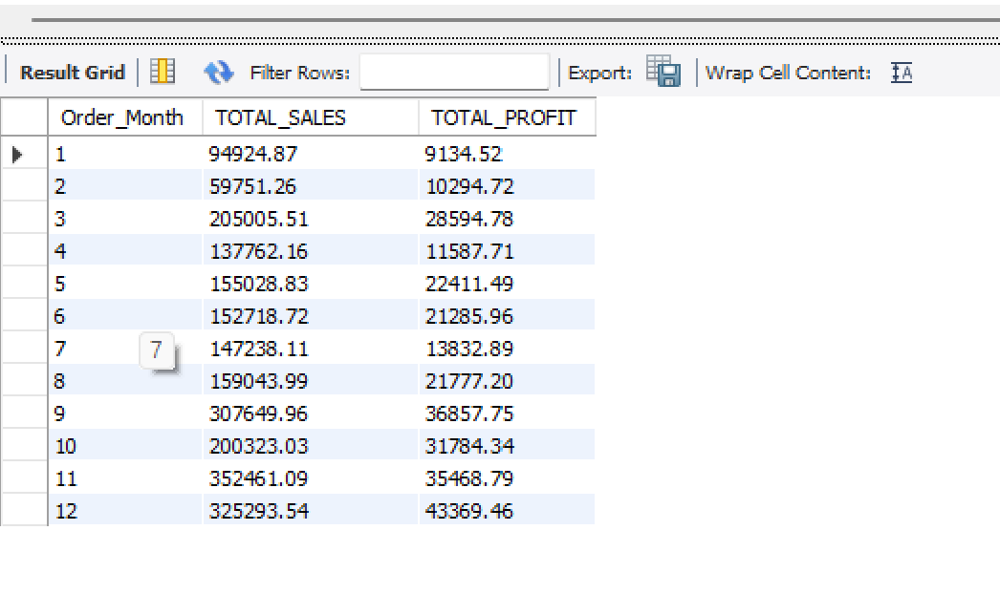 Result Grid Filter Rows: Export: Wrap Cell Content: IA
Order_Month TOTAL_SALES TOTAL_PROFIT
1 94924.87 9134.52
2 59751.26 10294.72
3 205005.51 28594.78
4 137762.16 11587.71
5 155028.83 22411.49
6 152718.72 21285.96
7 7 147238.11 13832.89
8 159043.99 21777.20
9 307649.96 36857.75
10 200323.03 31784.34
11 352461.09 35468.79
12 325293.54 43369.46